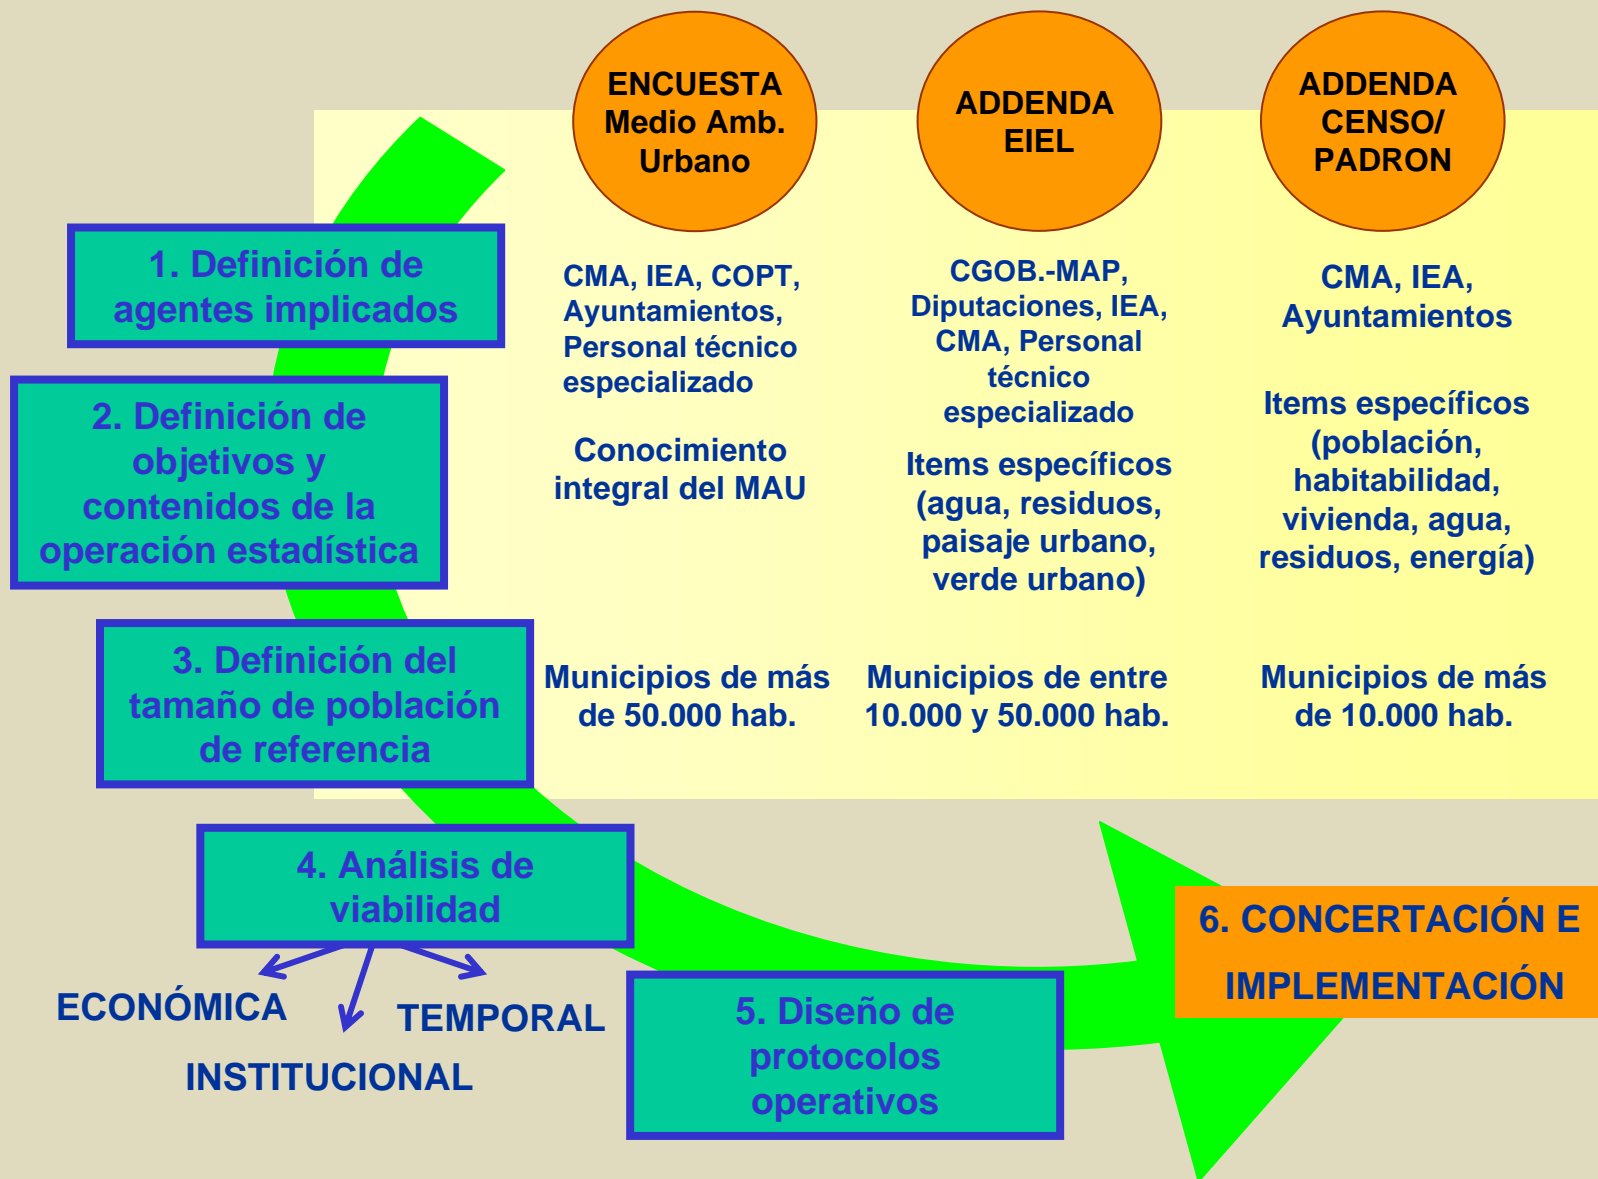 ENCUESTA
Medio Amb.
Urbano
ADDENDA
EIEL
ADDENDA
CENSO/
PADRON
1. Definición de
agentes implicados
CMA, IEA, COPT,
Ayuntamientos,
Personal técnico
especializado
CGOB.-MAP,
Diputaciones, IEA,
CMA, Personal
técnico
especializado
CMA, IEA,
Ayuntamientos
2. Definición de
objetivos y
contenidos de la
operación estadística
Conocimiento
integral del MAU
Items específicos
(agua, residuos,
paisaje urbano,
verde urbano)
Items específicos
(población,
habitabilidad,
vivienda, agua,
residuos, energía)
3. Definición del
tamaño de población
de referencia
Municipios de más
de 50.000 hab.
Municipios de entre
10.000 y 50.000 hab.
Municipios de más
de 10.000 hab.
4. Análisis de
viabilidad
ECONÓMICA
TEMPORAL
INSTITUCIONAL
5. Diseño de
protocolos
operativos
6. CONCERTACIÓN E
IMPLEMENTACIÓN